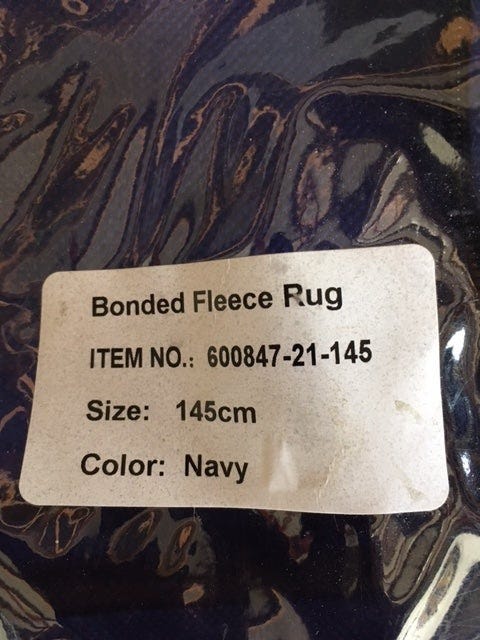 Bonded Fleece Rug
ITEM NO.: 600847-21-145
Size: 145cm
Color: Navy